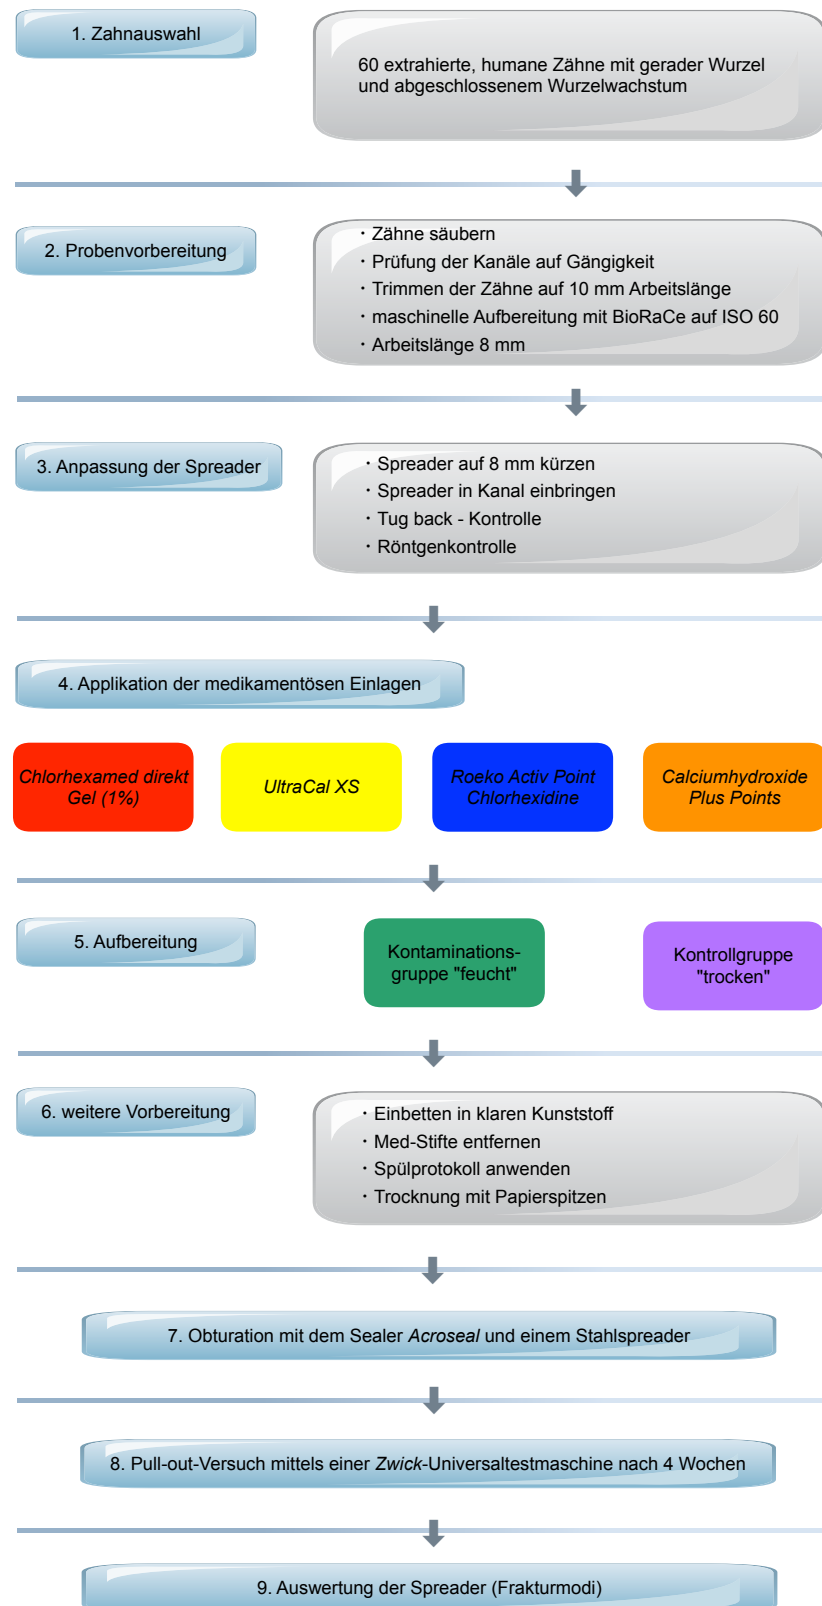 1. Zahnauswahl
60 extrahierte, humane Zähne mit gerader Wurzel
und abgeschlossenem Wurzelwachstum
2. Probenvorbereitung
· Zähne säubern
· Prüfung der Kanäle auf Gängigkeit
· Trimmen der Zähne auf 10 mm Arbeitslänge
· maschinelle Aufbereitung mit BioRaCe auf ISO 60
· Arbeitslänge 8 mm
3. Anpassung der Spreader
· Spreader auf 8 mm kürzen
· Spreader in Kanal einbringen
· Tug back - Kontrolle
· Röntgenkontrolle
4. Applikation der medikamentösen Einlagen
Chlorhexamed direkt
Gel (1%)
UltraCal XS
Roeko Activ Point
Chlorhexidine
Calciumhydroxide
Plus Points
5. Aufbereitung
Kontaminations-
gruppe "feucht"
Kontrollgruppe
"trocken"
6. weitere Vorbereitung
· Einbetten in klaren Kunststoff
· Med-Stifte entfernen
· Spülprotokoll anwenden
· Trocknung mit Papierspitzen
7. Obturation mit dem Sealer Acroseal und einem Stahlspreader
8. Pull-out-Versuch mittels einer Zwick-Universaltestmaschine nach 4 Wochen
9. Auswertung der Spreader (Frakturmodi)